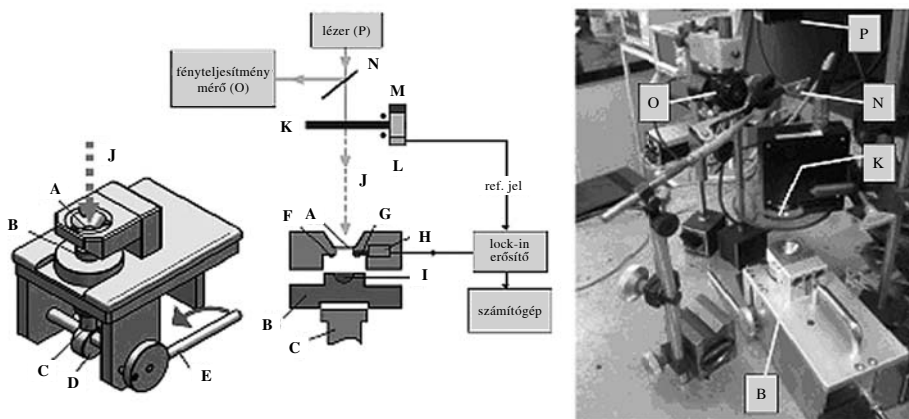 lézer (P)
N
fényteljesítmény
mérő (O)
M
K
L
J
ref. jel
F
A
G
H
lock-in
erősítő
I
B
számítógép
C
J
A
B
C
D
E
P
O
N
K
B